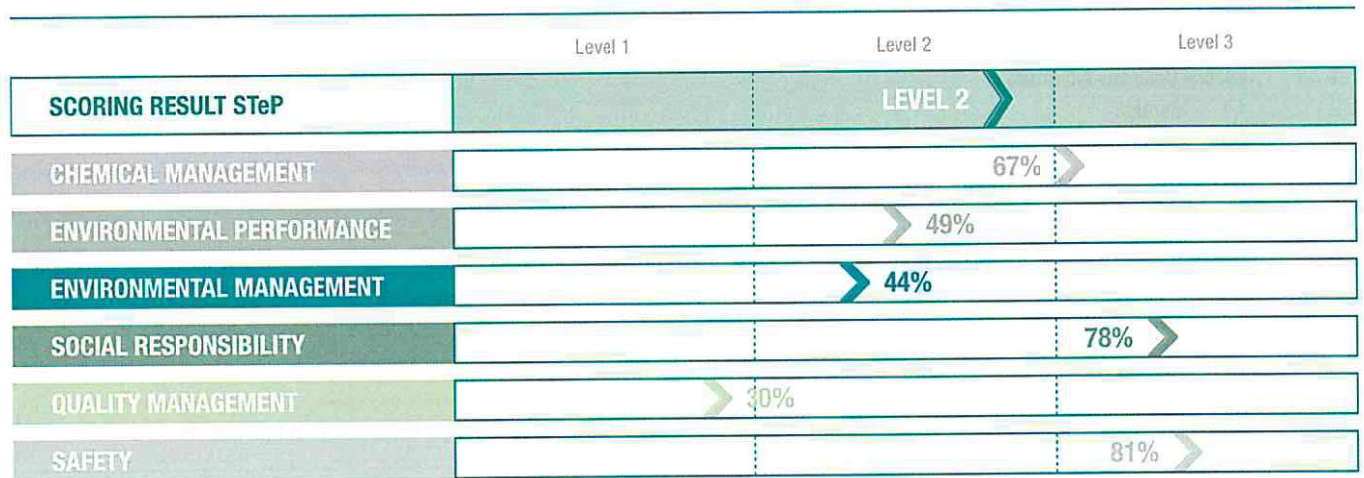 Level 1 Level 2 Level 3
SCORING RESULT STeP LEVEL 2
CHEMICAL MANAGEMENT 67%
ENVIRONMENTAL PERFORMANCE 49%
ENVIRONMENTAL MANAGEMENT 44%
SOCIAL RESPONSIBILITY 78%
QUALITY MANAGEMENT 30%
SAFETY 81%